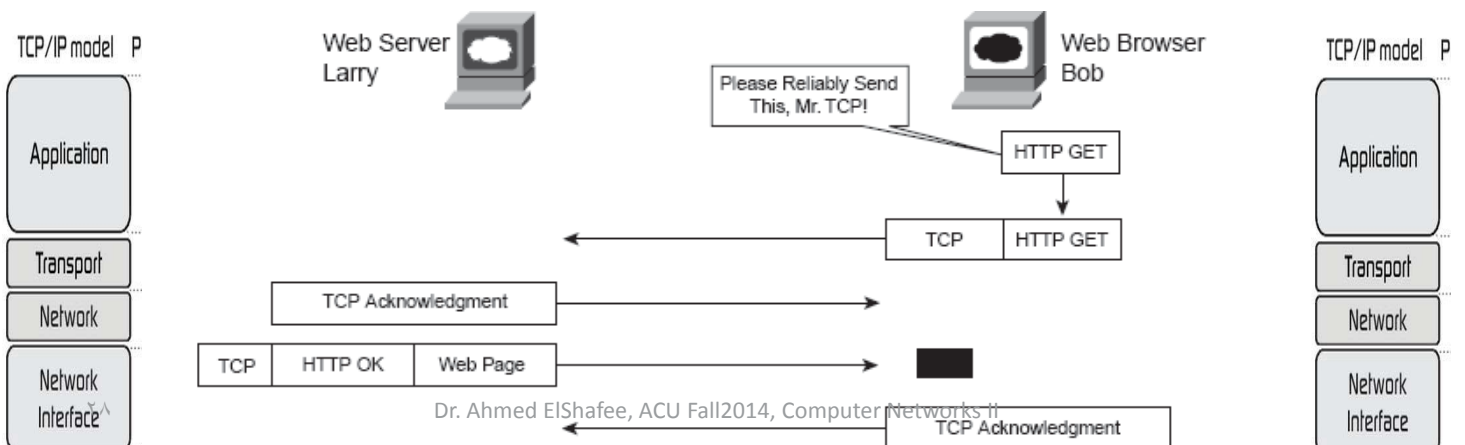 TCP/IP model P
Web Server
Larry
Web Browser
Bob
TCP/IP model P
Please Reliably Send
This, Mr. TCP!
HTTP GET
Application
Application
TCP HTTP GET
Transport
Transport
TCP Acknowledgment
Network
Network
TCP HTTP OK Web Page
Network
Interface
Network
Interface
Dr. Ahmed ElShafee, ACU Fall2014, Computer Networks II
TCP Acknowledgment